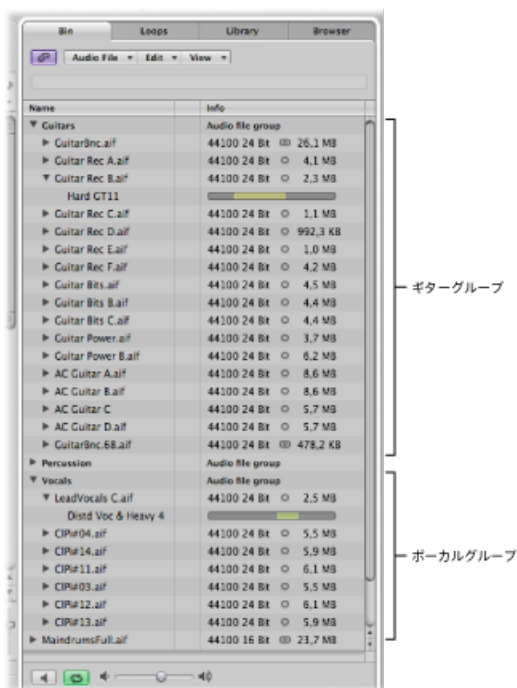 Bin Loops Library Browser
Audio File Edit View
Name Info
Guitars Audio file group
GuitarBnc.aif 44100 24 Bit 26,1 MB
Guitar Rec A.aif 44100 24 Bit 4,1 MB
Guitar Rec B.aif 44100 24 Bit 2,3 MB
Hard GT11
Guitar Rec C.aif 44100 24 Bit 1,1 MB
Guitar Rec D.aif 44100 24 Bit 992,3 KB
Guitar Rec E.aif 44100 24 Bit 1,0 MB
Guitar Rec F.aif 44100 24 Bit 4,2 MB
Guitar Bits.aif 44100 24 Bit 4,5 MB
Guitar Bits B.aif 44100 24 Bit 4,4 MB
Guitar Bits C.aif 44100 24 Bit 4,4 MB
Guitar Power.aif 44100 24 Bit 3,7 MB
Guitar Power B.aif 44100 24 Bit 6,2 MB
AC Guitar A.aif 44100 24 Bit 8,6 MB
AC Guitar B.aif 44100 24 Bit 8,6 MB
AC Guitar C 44100 24 Bit 5,7 MB
AC Guitar D.aif 44100 24 Bit 5,7 MB
GuitarBnc.68.aif 44100 24 Bit 478,2 KB
Percussion Audio file group
Vocals Audio file group
LeadVocals C.aif 44100 24 Bit 2,5 MB
Distd Voc & Heavy 4
CIPi#04.aif 44100 24 Bit 5,5 MB
CIPi#14.aif 44100 24 Bit 5,9 MB
CIPi#11.aif 44100 24 Bit 6,1 MB
CIPi#03.aif 44100 24 Bit 5,5 MB
CIPi#12.aif 44100 24 Bit 6,1 MB
CIPi#13.aif 44100 24 Bit 5,9 MB
MaindrumsFull.aif 44100 16 Bit 23,7 MB
ギターグループ
ボーカルグループ